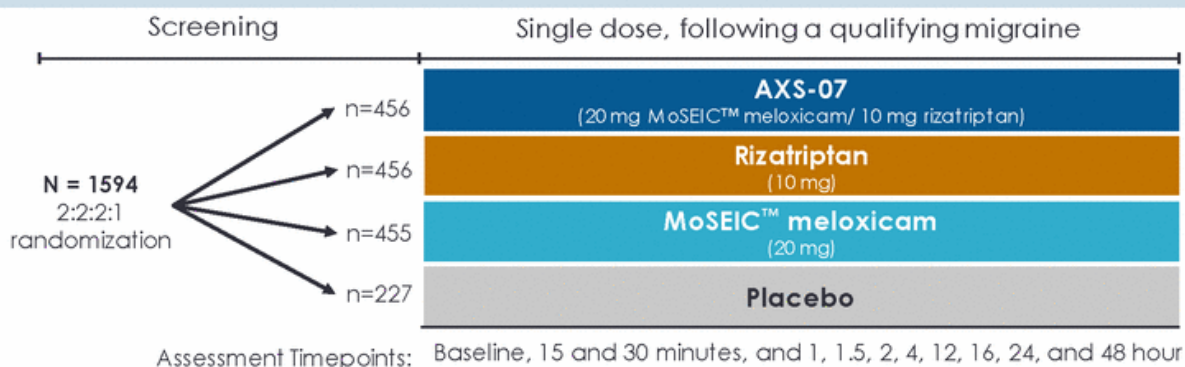 Screening
Single dose, following a qualifying migraine
n=456
AXS-07
(20 mg MoSEIC™ meloxicam/ 10 mg rizatriptan)
n=456
Rizatriptan
(10 mg)
N = 1594
2:2:2:1
randomization
n=455
MoSEIC™ meloxicam
(20 mg)
n=227
Placebo
Assessment Timepoints: Baseline, 15 and 30 minutes, and 1, 1.5, 2, 4, 12, 16, 24, and 48 hour